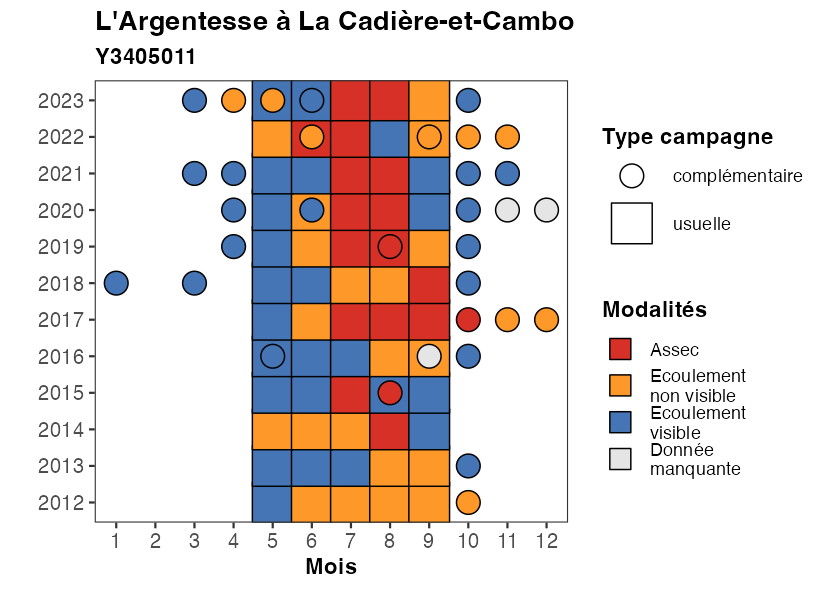 L'Argentesse à La Cadière-et-Cambo
Y3405011
2023
2022
2021
2020
2019
2018
2017
2016
2015
2014
2013
2012
1 2 3 4 5 6 7 8 9 10 11 12
Mois
Type campagne
complémentaire
usuelle
Modalités
Assec
Ecoulement
non visible
Ecoulement
visible
Donnée
manquante